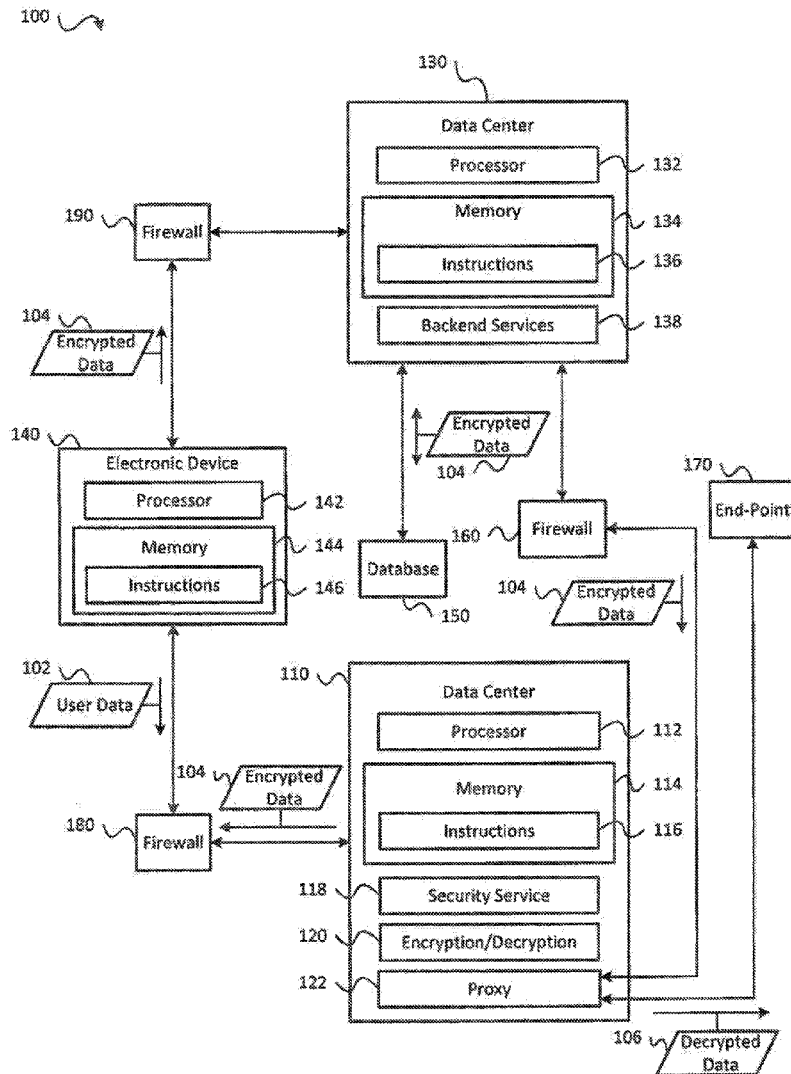 100
130
Data Center
Processor
132
Memory
134
Instructions
136
Backend Services
138
190
Firewall
104
Encrypted
Data
140
Electronic Device
Processor
142
Memory
144
Instructions
146
Encrypted
Data
104
170
End-Point
160
Firewall
Database
150
104
Encrypted
Data
102
User Data
110
Data Center
Processor
112
Memory
114
Instructions
116
104
Encrypted
Data
180
Firewall
118
Security Service
120
Encryption/Decryption
122
Proxy
106
Decrypted
Data